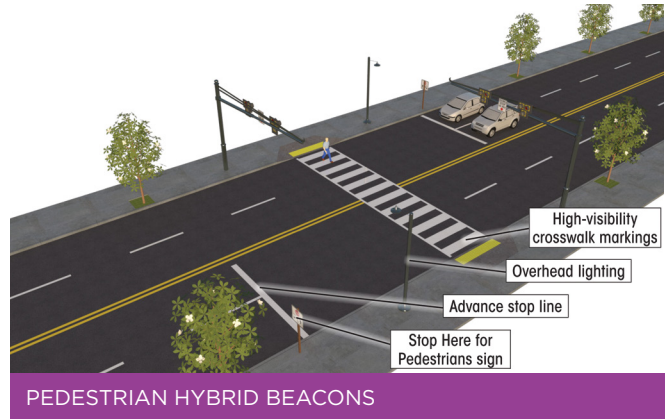 High-visibility
crosswalk markings
Overhead lighting
Advance stop line
Stop Here for
Pedestrians sign
PEDESTRIAN HYBRID BEACONS